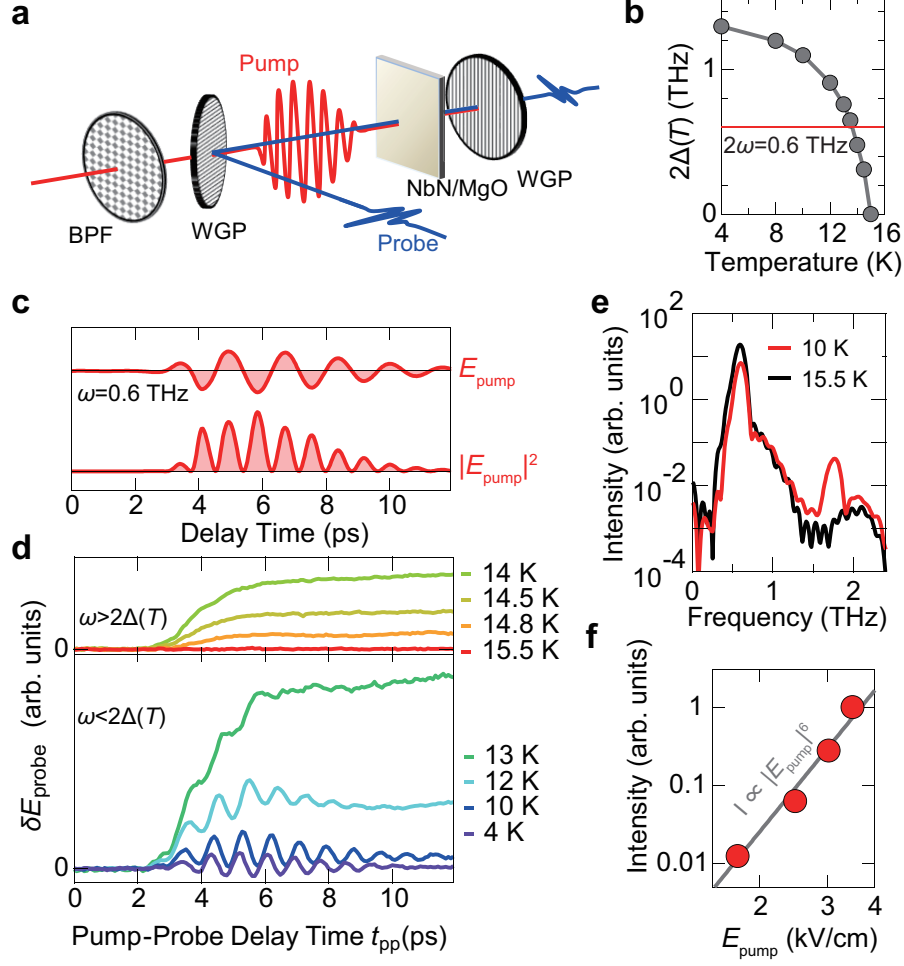 a
Pump
BPF
WGP
Probe
NbN/MgO
WGP
b
2Δ(T) (THz)
1
0
2ω=0.6 THz
4 8 12 16
Temperature (K)
c
ω=0.6 THz
E_pump
|E_pump|²
0 2 4 6 8 10
Delay Time (ps)
d
δE_probe (arb. units)
ω>2Δ(T)
0
14 K
14.5 K
14.8 K
15.5 K
ω<2Δ(T)
0
13 K
12 K
10 K
4 K
0 2 4 6 8 10
Pump-Probe Delay Time t_pp(ps)
e
Intensity (arb. units)
10²
10⁰
10⁻²
10⁻⁴
10 K
15.5 K
0 1 2
Frequency (THz)
f
Intensity (arb. units)
1
0.1
0.01
I ∝ |E_pump|⁶
2 3 4
E_pump (kV/cm)